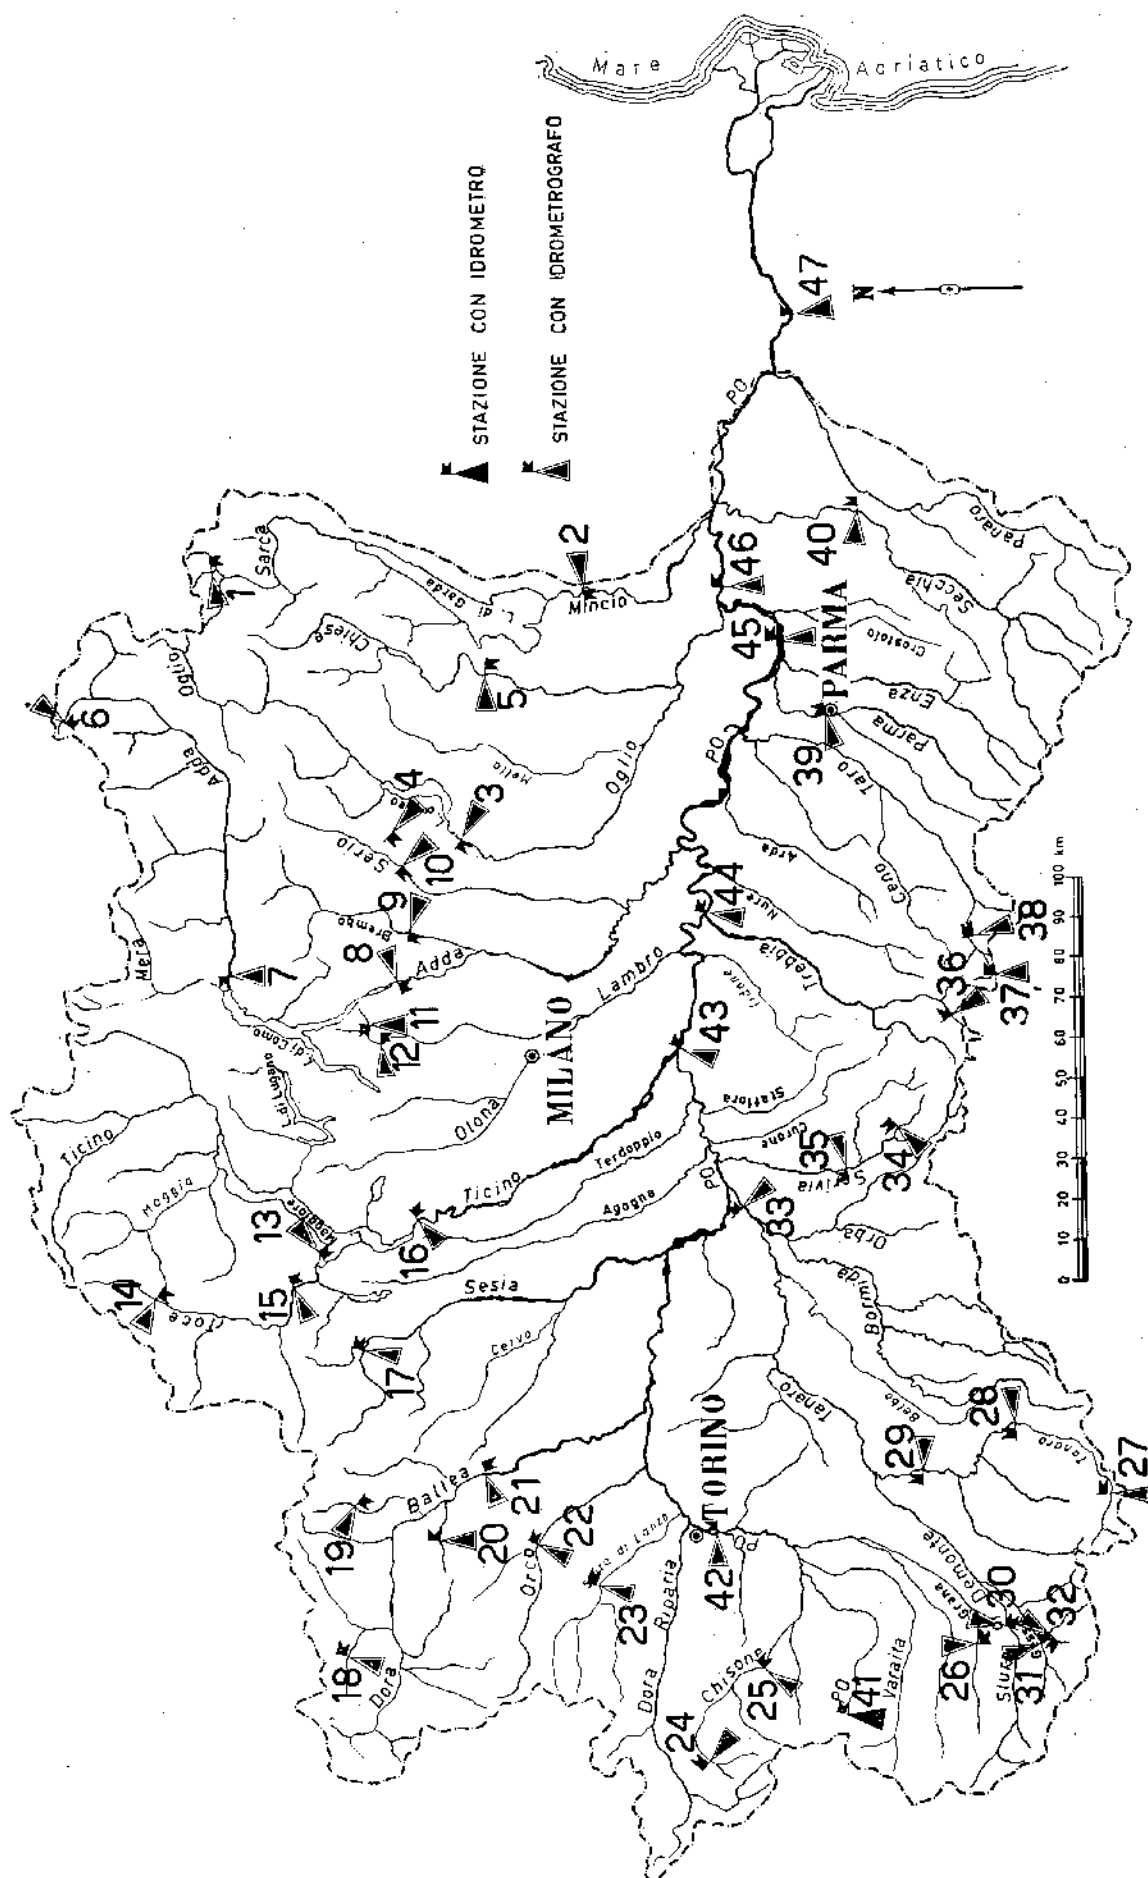 Mare Adriatico
STAZIONE CON IDROMETRO
STAZIONE CON IDROMETROGRAFO
N
Ticino
Maggia
Toce
14
13
Maggiore
15
16
17
Sesia
Cervo
L. di Lugano
L. di Como
Mera
Adda
6
7
Oglio
Sarca
1
Chiese
L. di Garda
2
Mincio
5
Mella
Oglio
3
4
Serio
10
9
Brembo
8
Adda
11
12
Lambro
Olona
MILANO
Ticino
Terdoppio
Agogna
18
Dora
19
Baltea
20
21
Orco
22
23
Dora Riparia
TORINO
42
PO
24
Chisone
25
41
PO
Varaita
26
Grana
Stura
Demonte
30
31
32
27
Tanaro
28
29
Belbo
Tanaro
Bormida
Orba
33
PO
Scrivia
34
35
Curone
Staffora
43
Tidone
Trebbia
44
Nure
Arda
36
37
38
Ceno
Taro
39
PARMA
Parma
Enza
Crostolo
45
46
PO
Secchia
40
Panaro
PO
47
0 10 20 30 40 50 60 70 80 90 100 km